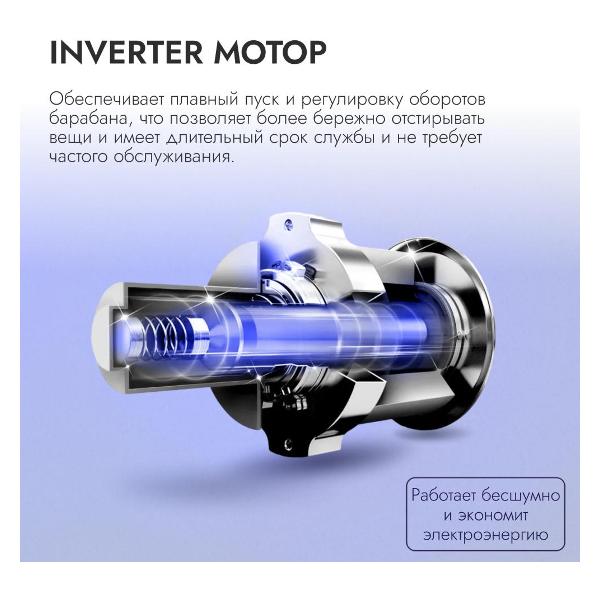 INVERTER МОТОР
Обеспечивает плавный пуск и регулировку оборотов
барабана, что позволяет более бережно отстирывать
вещи и имеет длительный срок службы и не требует
частого обслуживания.
Работает бесшумно
и экономит
электроэнергию